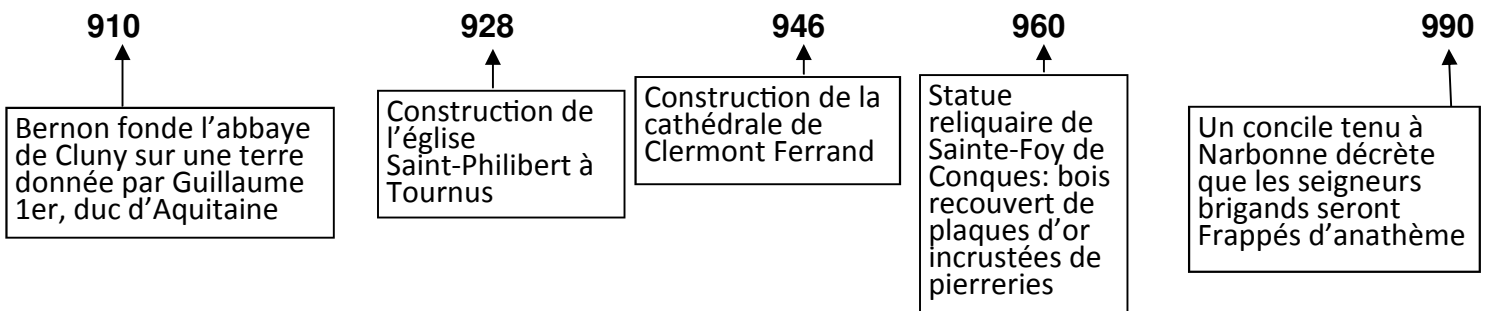 910 928 946 960 990
Bernon fonde l'abbaye
de Cluny sur une terre
donnée par Guillaume
1er, duc d'Aquitaine
Construction de
l'église
Saint-Philibert à
Tournus
Construction de la
cathédrale de
Clermont Ferrand
Statue
reliquaire de
Sainte-Foy de
Conques: bois
recouvert de
plaques d'or
incrustées de
pierreries
Un concile tenu à
Narbonne décrète
que les seigneurs
brigands seront
Frappés d'anathème